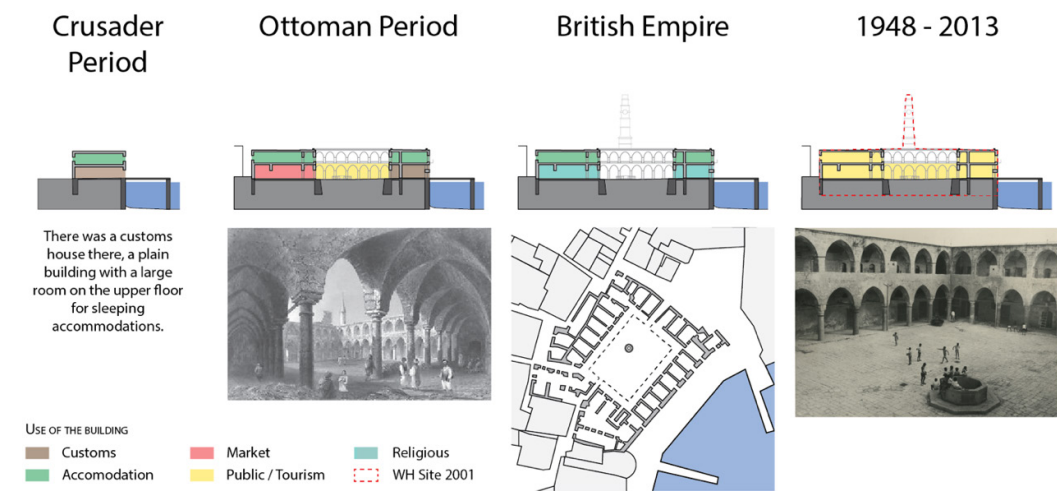 Crusader
Period
Ottoman Period
British Empire
1948 - 2013
There was a customs
house there, a plain
building with a large
room on the upper floor
for sleeping
accommodations.
USE OF THE BUILDING
Customs
Market
Religious
Accomodation
Public / Tourism
WH Site 2001